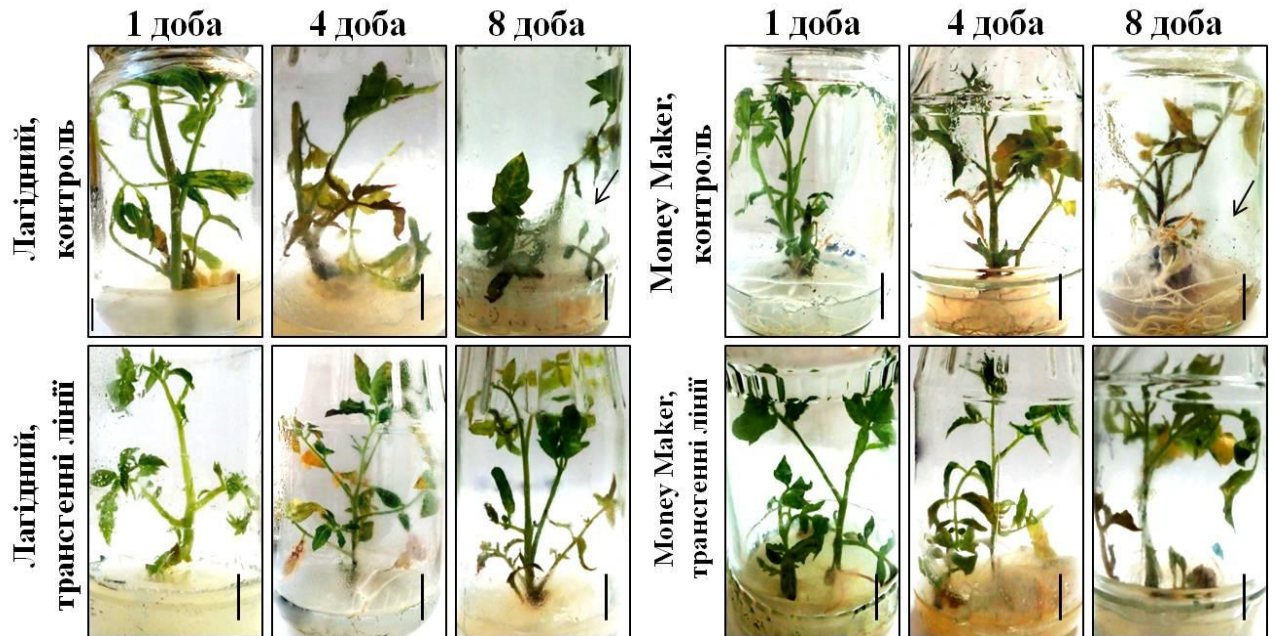 1 доба
4 доба
8 доба
1 доба
4 доба
8 доба
Лагідний,
контроль
Money Maker,
контроль
Лагідний,
трансгенні лінії
Money Maker,
трансгенні лінії